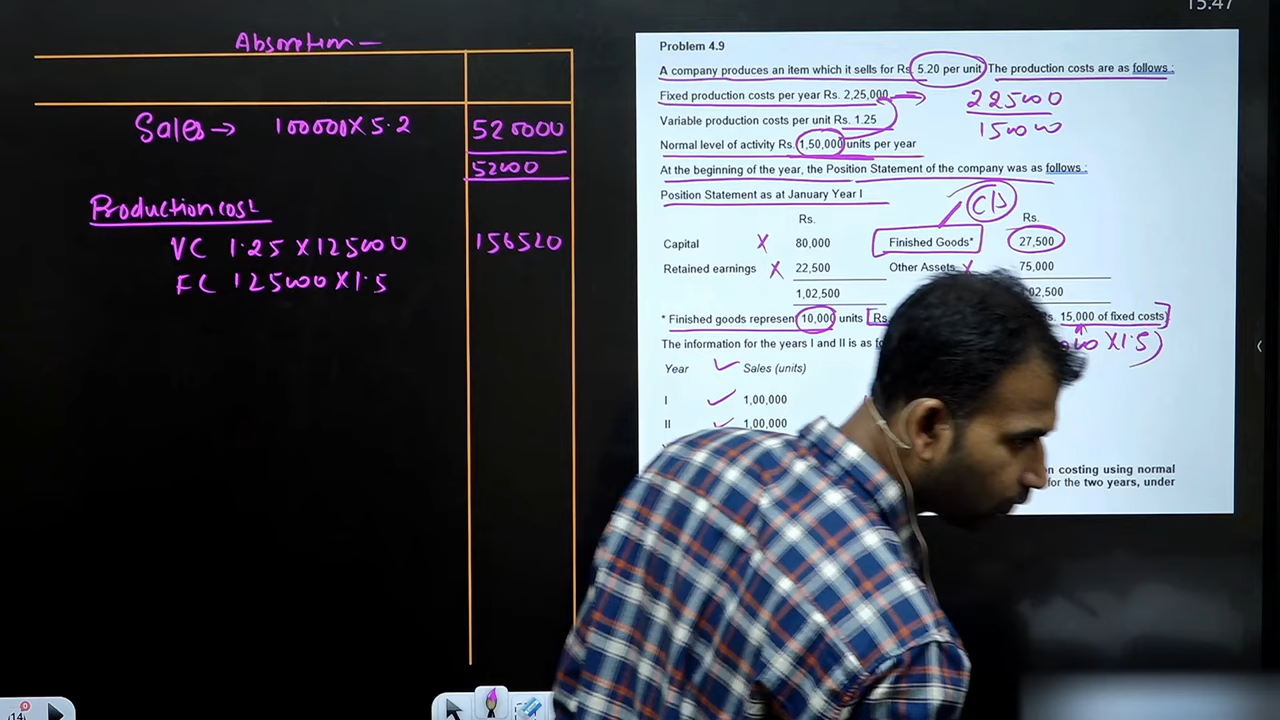 15:47
Absorption —
Sales → 100000 X 5.2 520000
52000
Production cost
VC 1.25 X 125000 156520
FC 125000 X 1.5
Problem 4.9
A company produces an item which it sells for Rs. 5.20 per unit. The production costs are as follows :
Fixed production costs per year Rs. 2,25,000
Variable production costs per unit Rs. 1.25
Normal level of activity Rs. 1,50,000 units per year
225000
150000
At the beginning of the year, the Position Statement of the company was as follows :
Position Statement as at January Year I
Rs. Rs.
Capital 80,000 Finished Goods* 27,500
Retained earnings 22,500 Other Assets 75,000
1,02,500 02,500
* Finished goods represent 10,000 units Rs. 15,000 of fixed costs
X 1.5)
The information for the years I and II is as
Year Sales (units)
I 1,00,000
II 1,00,000
n costing using normal
for the two years, under
14